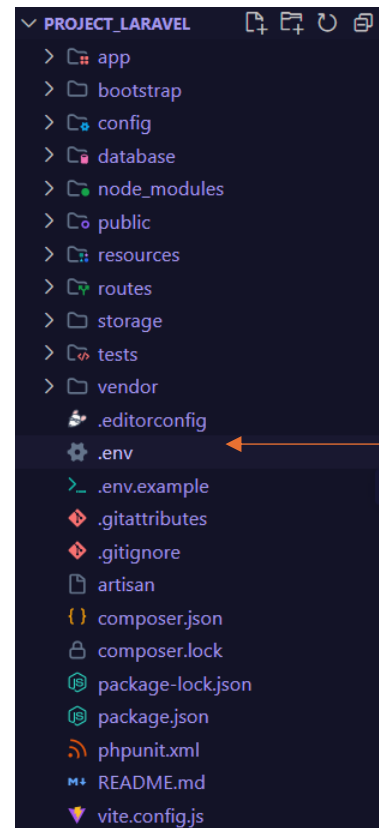 PROJECT_LARAVEL
app
bootstrap
config
database
node_modules
public
resources
routes
storage
tests
vendor
.editorconfig
.env
.env.example
.gitattributes
.gitignore
artisan
composer.json
composer.lock
package-lock.json
package.json
phpunit.xml
README.md
vite.config.js